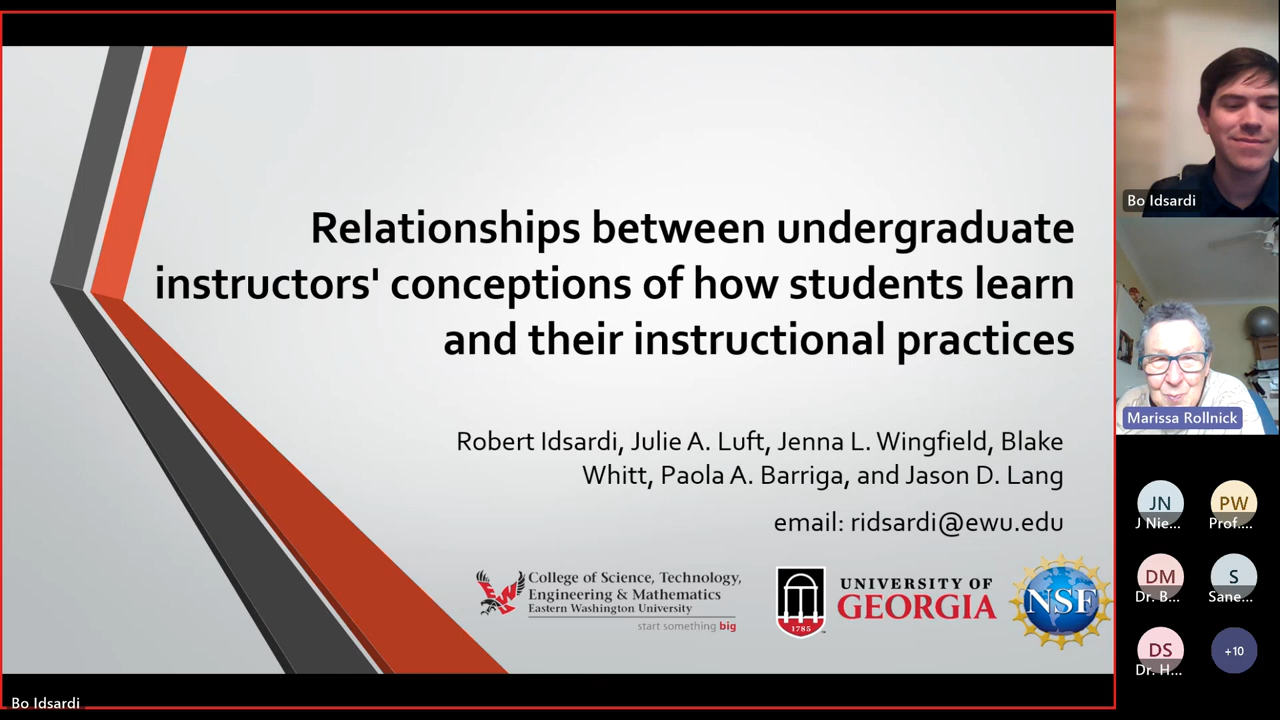 Relationships between undergraduate
instructors' conceptions of how students learn
and their instructional practices
Robert Idsardi, Julie A. Luft, Jenna L. Wingfield, Blake
Whitt, Paola A. Barriga, and Jason D. Lang
email: ridsardi@ewu.edu
College of Science, Technology,
Engineering & Mathematics
Eastern Washington University
start something big
1785
UNIVERSITY OF
GEORGIA
NSF
Bo Idsardi
Bo Idsardi
Marissa Rollnick
JN
PW
J Nie...
Prof....
DM
S
Dr. B...
Sane...
DS
+10
Dr. H...